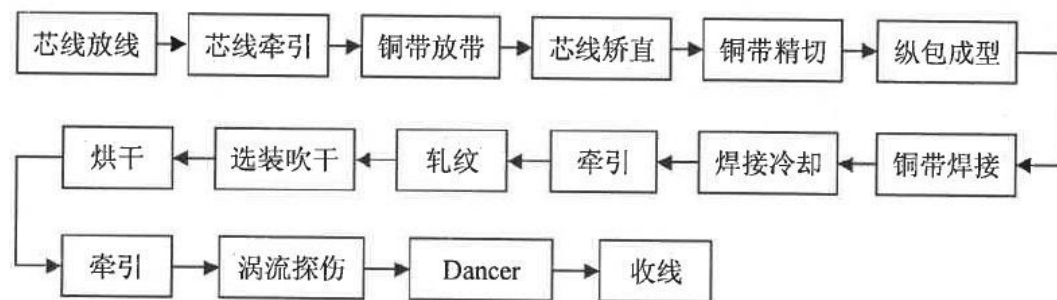 芯线放线 芯线牵引 铜带放带 芯线矫直 铜带精切 纵包成型
烘干 选装吹干 轧纹 牵引 焊接冷却 铜带焊接
牵引 涡流探伤 Dancer 收线